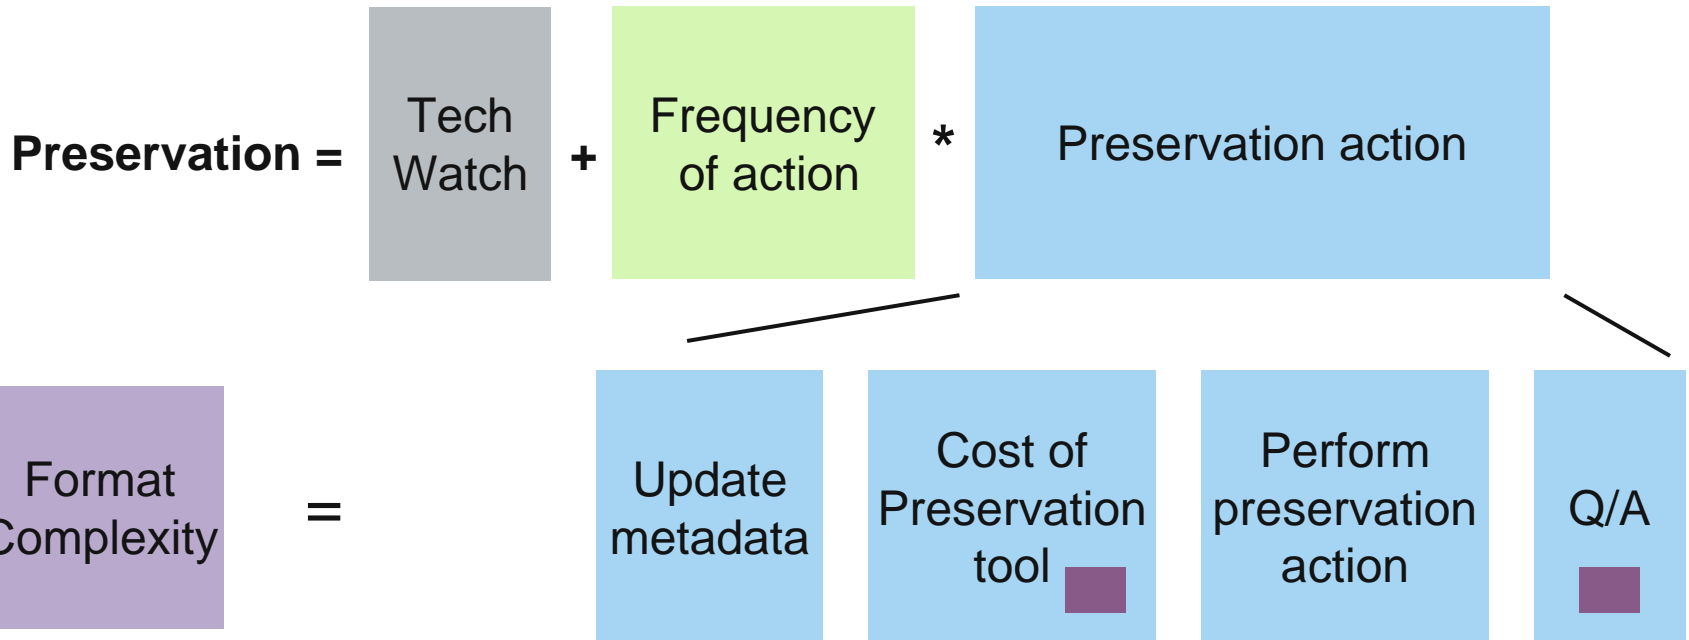 Preservation =
Tech
Watch
+
Frequency
of action
*
Preservation action
Format
Complexity
=
Update
metadata
Cost of
Preservation
tool
Perform
preservation
action
Q/A